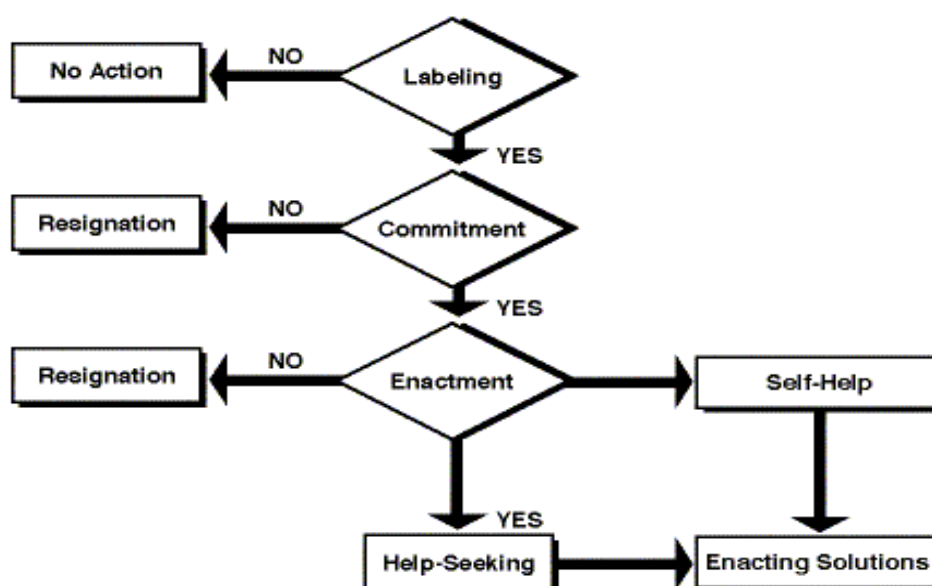 NO
No Action
Labeling
YES
NO
Resignation
Commitment
YES
NO
Resignation
Enactment
Self-Help
YES
Help-Seeking
Enacting Solutions